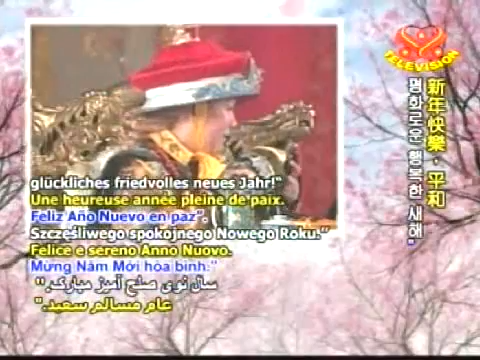 TELEVISION
新年快樂，平和
평화로운 행복한 새해"
glückliches friedvolles neues Jahr!"
Une heureuse année pleine de paix.
Feliz Año Nuevo en paz".
Szczęśliwego spokojnego Nowego Roku."
Felice e sereno Anno Nuovo.
Mừng Năm Mới hòa bình."
سال نوی صلح آمیز مبارک."
عام مسالم سعيد."